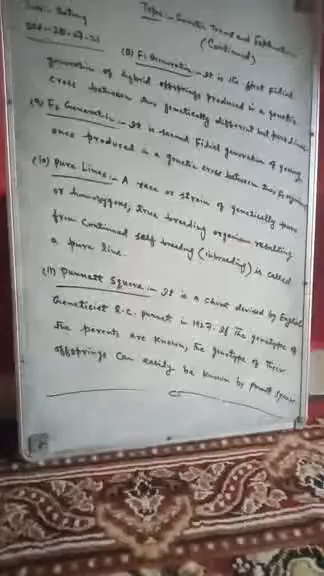 Topic - Genetic Terms and Explanation
(Continued)
(8) F1 Generation - It is the first filial
generation of hybrid offsprings produced in a genetic
cross between two genetically different but pure lines
(9) F2 Generation - It is second Filial generation of young
ones produced in a genetic cross between two F1
(10) Pure Lines - A race or strain of genetically pure
or homozygous, true breeding organism resulting
from continued self breeding (inbreeding) is called
a pure line.
(11) Punnett Square - It is a chart devised by English
Geneticist R.C. punnet in 1927. If The genotype of
the parents are known, the genotype of their
offsprings can easily be known by